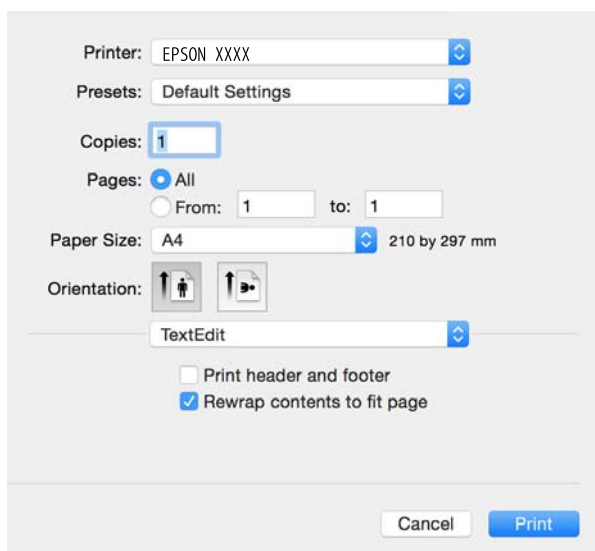 Printer: EPSON XXXX
Presets: Default Settings
Copies: 1
Pages: All
From: 1 to: 1
Paper Size: A4 210 by 297 mm
Orientation:
TextEdit
Print header and footer
Rewrap contents to fit page
Cancel Print